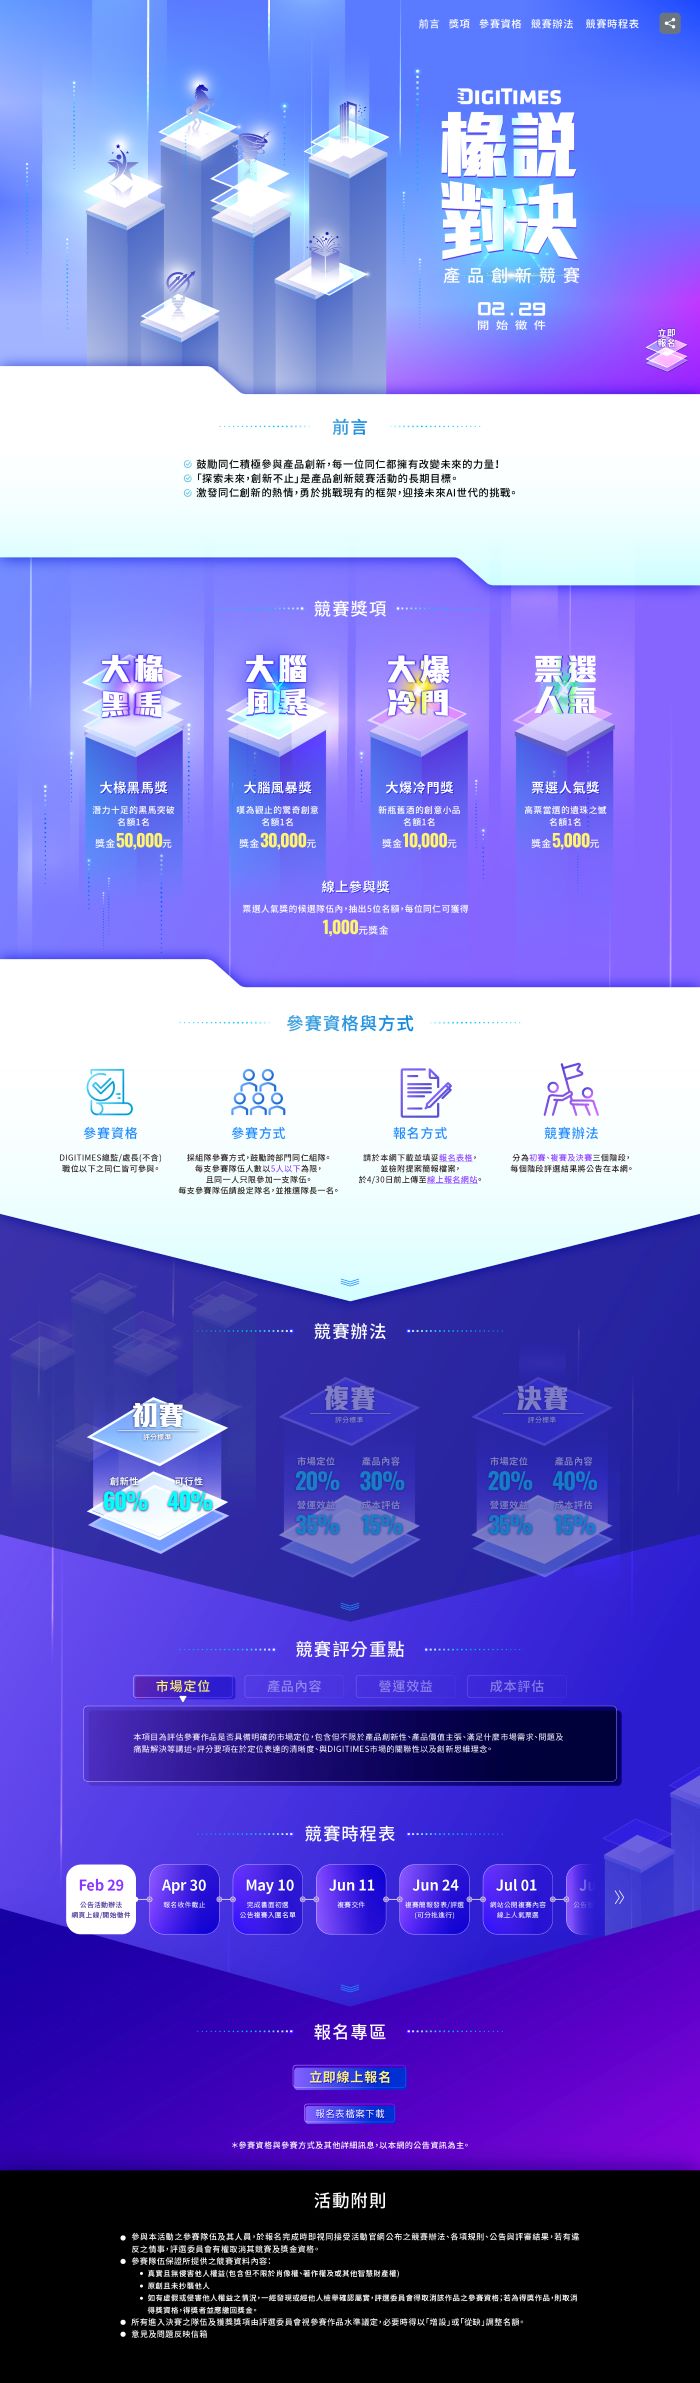 前言 獎項 參賽資格 競賽辦法 競賽時程表
DIGITIMES
椽說
對決
產品創新競賽
02.29
開始徵件
立即
報名
前言
鼓勵同仁積極參與產品創新，每一位同仁都擁有改變未來的力量！
「探索未來，創新不止」是產品創新競賽活動的長期目標。
激發同仁創新的熱情，勇於挑戰現有的框架，迎接未來AI世代的挑戰。
競賽獎項
大椽
黑馬
大腦
風暴
大爆
冷門
票選
人氣
大椽黑馬獎
潛力十足的黑馬突破
名額1名
獎金50,000元
大腦風暴獎
嘆為觀止的驚奇創意
名額1名
獎金30,000元
大爆冷門獎
新瓶舊酒的創意小品
名額1名
獎金10,000元
票選人氣獎
高票當選的遺珠之憾
名額1名
獎金5,000元
線上參與獎
票選人氣獎的候選隊伍內，抽出5位名額，每位同仁可獲得
1,000元獎金
參賽資格與方式
參賽資格
DIGITIMES總監/處長(不含)
職位以下之同仁皆可參與。
參賽方式
採組隊參賽方式，鼓勵跨部門同仁組隊。
每支參賽隊伍人數以5人以下為限，
且同一人只限參加一支隊伍。
每支參賽隊伍請設定隊名，並推選隊長一名。
報名方式
請於本網下載並填妥報名表格，
並檢附提案簡報檔案，
於4/30日前上傳至線上報名網站。
競賽辦法
分為初賽、複賽及決賽三個階段，
每個階段評選結果將公告在本網。
競賽辦法
初賽
評分標準
創新性 可行性
60% 40%
複賽
評分標準
市場定位 產品內容
20% 30%
營運效益 成本評估
35% 15%
決賽
評分標準
市場定位 產品內容
20% 40%
營運效益 成本評估
35% 15%
競賽評分重點
市場定位 產品內容 營運效益 成本評估
本項目為評估參賽作品是否具備明確的市場定位，包含但不限於產品創新性、產品價值主張、滿足什麼市場需求、問題及
痛點解決等講述。評分要項在於定位表達的清晰度、與DIGITIMES市場的關聯性以及創新思維理念。
競賽時程表
Feb 29
公告活動辦法
網頁上線/開始徵件
Apr 30
報名收件截止
May 10
完成書面初選
公告複賽入圍名單
Jun 11
複賽交件
Jun 24
複賽簡報發表/評選
(可分批進行)
Jul 01
網站公開複賽內容
線上人氣票選
Ju
公告
報名專區
立即線上報名
報名表檔案下載
＊參賽資格與參賽方式及其他詳細訊息，以本網的公告資訊為主。
活動附則
● 參與本活動之參賽隊伍及其人員，於報名完成時即視同接受活動官網公布之競賽辦法、各項規則、公告與評審結果，若有違
反之情事，評選委員會有權取消其競賽及獎金資格。
● 參賽隊伍保證所提供之競賽資料內容：
• 真實且無侵害他人權益(包含但不限於肖像權、著作權及或其他智慧財產權)
• 原創且未抄襲他人
• 如有虛假或侵害他人權益之情況，一經發現或經他人檢舉確認屬實，評選委員會得取消該作品之參賽資格；若為得獎作品，則取消
得獎資格，得獎者並應繳回獎金。
● 所有進入決賽之隊伍及獲獎獎項由評選委員會視參賽作品水準議定，必要時得以「增設」或「從缺」調整名額。
● 意見及問題反映信箱